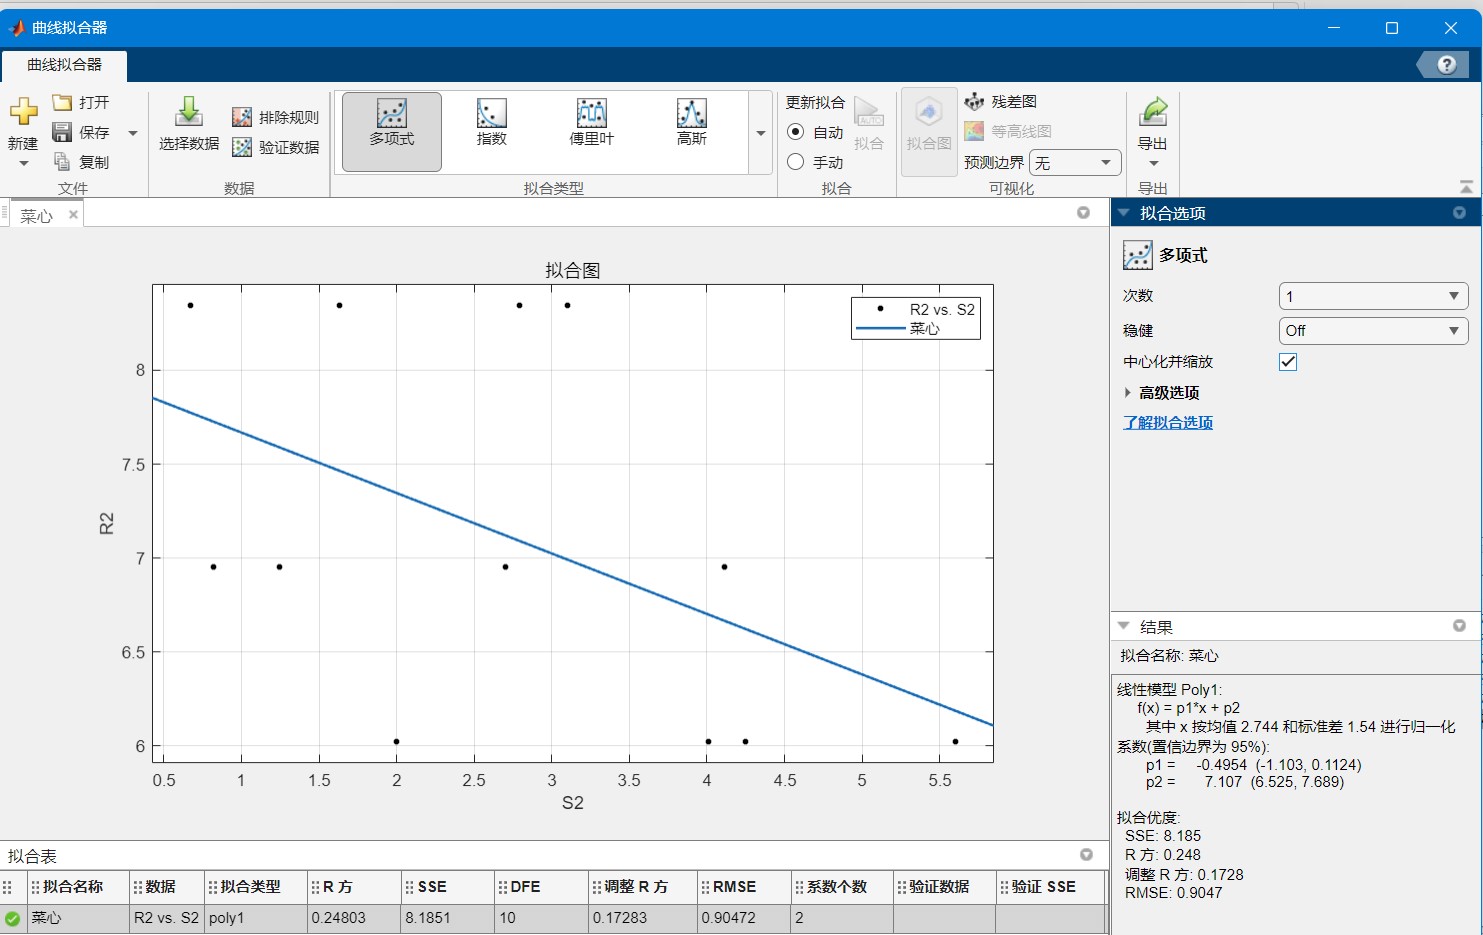 曲线拟合器
曲线拟合器
新建
打开
保存
复制
文件
选择数据
排除规则
验证数据
数据
多项式
指数
傅里叶
高斯
拟合类型
更新拟合
自动
手动
拟合
拟合
拟合图
残差图
等高线图
预测边界 无
可视化
导出
导出
菜心
拟合图
R2 vs. S2
菜心
8
7.5
7
6.5
6
R2
0.5 1 1.5 2 2.5 3 3.5 4 4.5 5 5.5
S2
拟合选项
多项式
次数 1
稳健 Off
中心化并缩放
高级选项
了解拟合选项
结果
拟合名称: 菜心
线性模型 Poly1:
f(x) = p1*x + p2
其中 x 按均值 2.744 和标准差 1.54 进行归一化
系数(置信边界为 95%):
p1 = -0.4954 (-1.103, 0.1124)
p2 = 7.107 (6.525, 7.689)
拟合优度:
SSE: 8.185
R 方: 0.248
调整 R 方: 0.1728
RMSE: 0.9047
拟合表
拟合名称 数据 拟合类型 R 方 SSE DFE 调整 R 方 RMSE 系数个数 验证数据 验证 SSE
菜心 R2 vs. S2 poly1 0.24803 8.1851 10 0.17283 0.90472 2